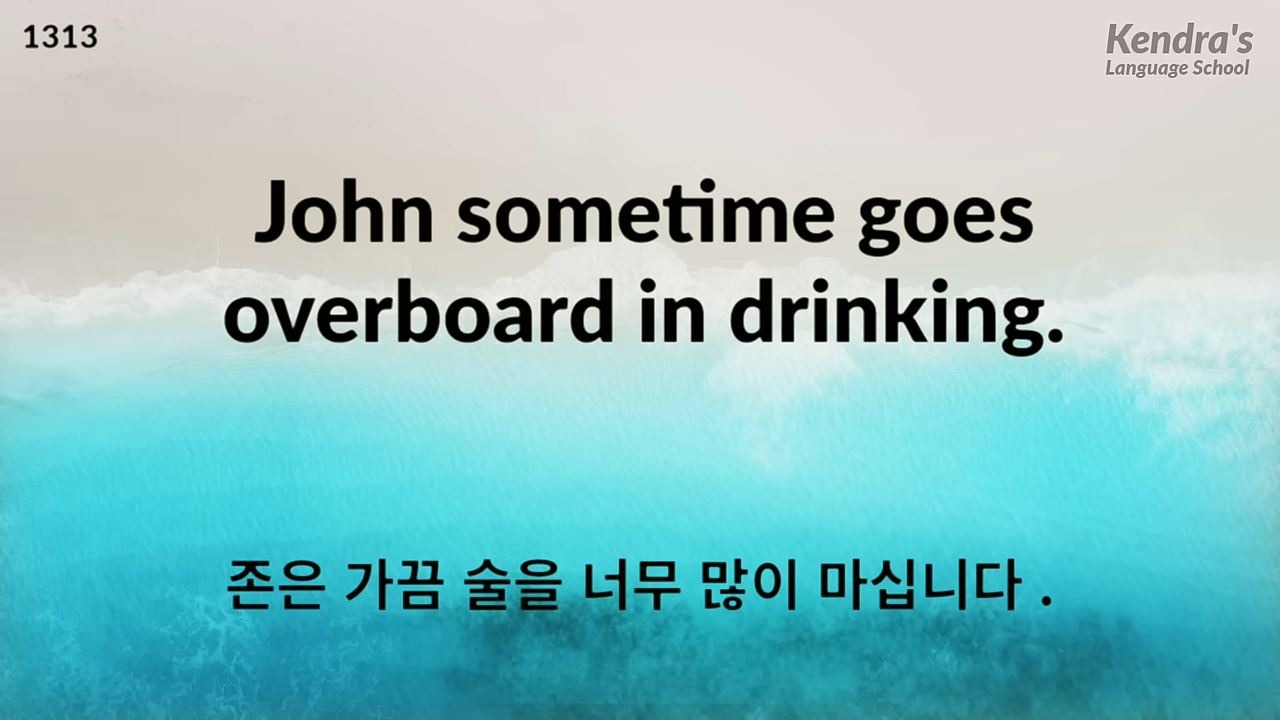 1313
Kendra's
Language School
John sometime goes
overboard in drinking.
존은 가끔 술을 너무 많이 마십니다 .